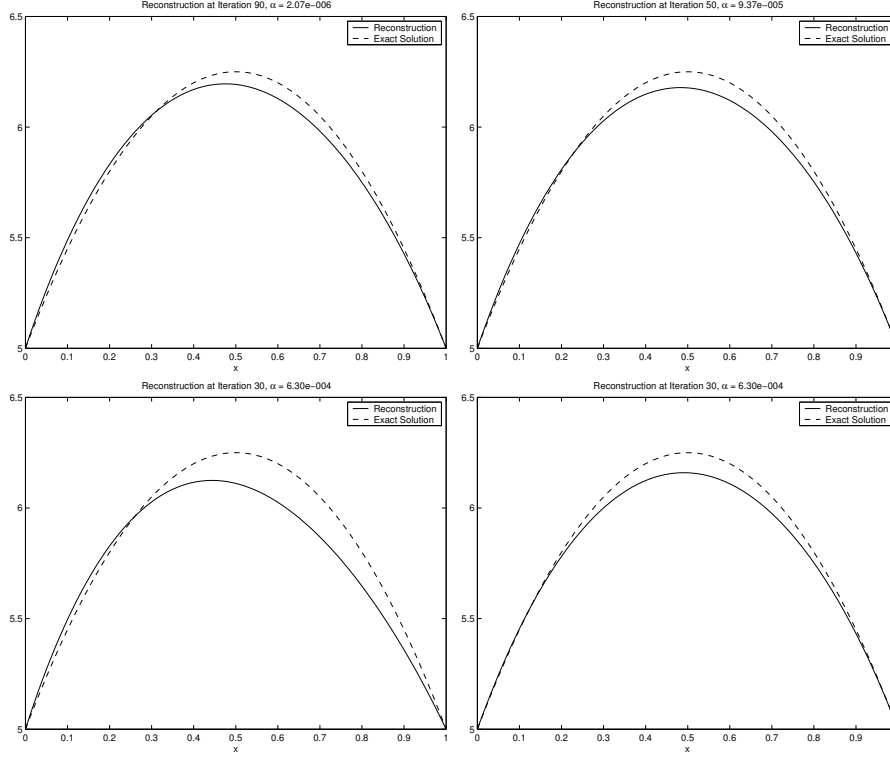 Reconstruction at Iteration 90, α = 2.07e−006
Reconstruction
Exact Solution
6.5
6
5.5
5
0 0.1 0.2 0.3 0.4 0.5 0.6 0.7 0.8 0.9 1
x
Reconstruction at Iteration 50, α = 9.37e−005
Reconstruction
Exact Solution
6.5
6
5.5
5
0 0.1 0.2 0.3 0.4 0.5 0.6 0.7 0.8 0.9
x
Reconstruction at Iteration 30, α = 6.30e−004
Reconstruction
Exact Solution
6.5
6
5.5
5
0 0.1 0.2 0.3 0.4 0.5 0.6 0.7 0.8 0.9 1
x
Reconstruction at Iteration 30, α = 6.30e−004
Reconstruction
Exact Solution
6.5
6
5.5
5
0 0.1 0.2 0.3 0.4 0.5 0.6 0.7 0.8 0.9
x